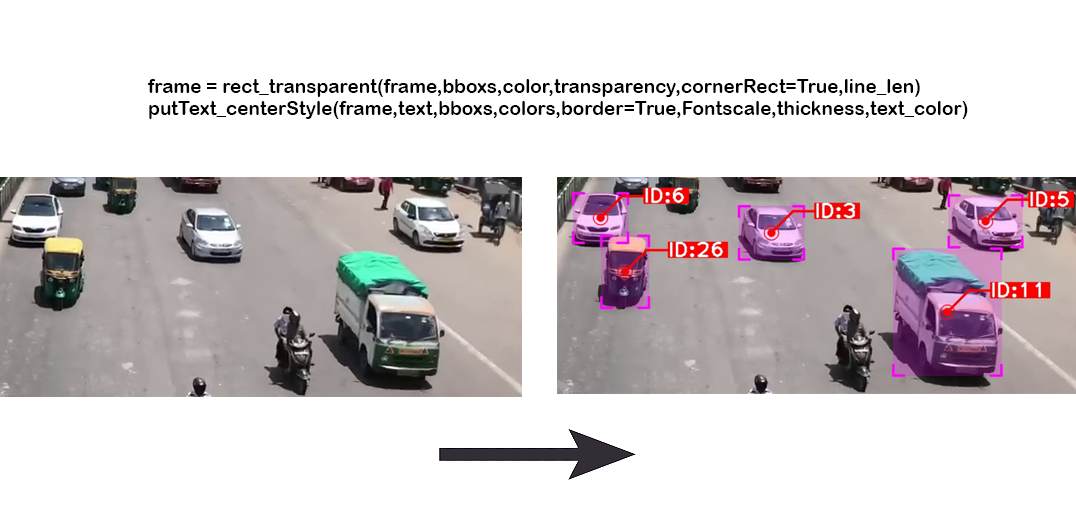 frame = rect_transparent(frame,bboxs,color,transparency,cornerRect=True,line_len)
putText_centerStyle(frame,text,bboxs,colors,border=True,Fontscale,thickness,text_color)
ID:6
ID:5
ID:3
ID:26
ID:11